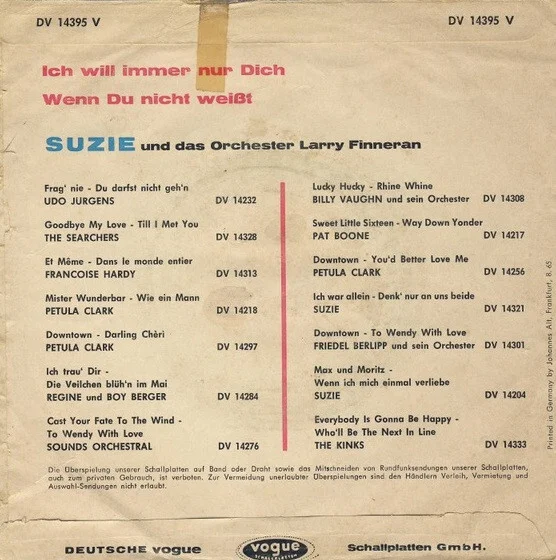 DV 14395 V
DV 14395 V
Ich will immer nur Dich
Wenn Du nicht weißt
SUZIE und das Orchester Larry Finneran
Frag' nie - Du darfst nicht geh'n
UDO JÜRGENS DV 14232
Goodbye My Love - Till I Met You
THE SEARCHERS DV 14328
Et Même - Dans le monde entier
FRANCOISE HARDY DV 14313
Mister Wunderbar - Wie ein Mann
PETULA CLARK DV 14218
Downtown - Darling Chèri
PETULA CLARK DV 14297
Ich trau' Dir -
Die Veilchen blüh'n im Mai
REGINE und BOY BERGER DV 14284
Cast Your Fate To The Wind -
To Wendy With Love
SOUNDS ORCHESTRAL DV 14276
Lucky Hucky - Rhine Whine
BILLY VAUGHN und sein Orchester DV 14308
Sweet Little Sixteen - Way Down Yonder
PAT BOONE DV 14217
Downtown - You'd Better Love Me
PETULA CLARK DV 14256
Ich war allein - Denk' nur an uns beide
SUZIE DV 14321
Downtown - To Wendy With Love
FRIEDEL BERLIPP und sein Orchester DV 14301
Max und Moritz -
Wenn ich mich einmal verliebe
SUZIE DV 14204
Everybody Is Gonna Be Happy -
Who'll Be The Next In Line
THE KINKS DV 14333
Printed in Germany by Johannes Alt, Frankfurt, 8. 65
Die Überspielung unserer Schallplatten auf Band oder Draht sowie das Mitschneiden von Rundfunksendungen unserer Schallplatten,
auch zum privaten Gebrauch, ist verboten. Zur Vermeidung unerlaubter Überspielungen sind den Händlern Verleih, Vermietung und
Auswahl-Sendungen nicht erlaubt.
DEUTSCHE vogue
vogue
SCHALLPLATTEN
Schallplatten GmbH.